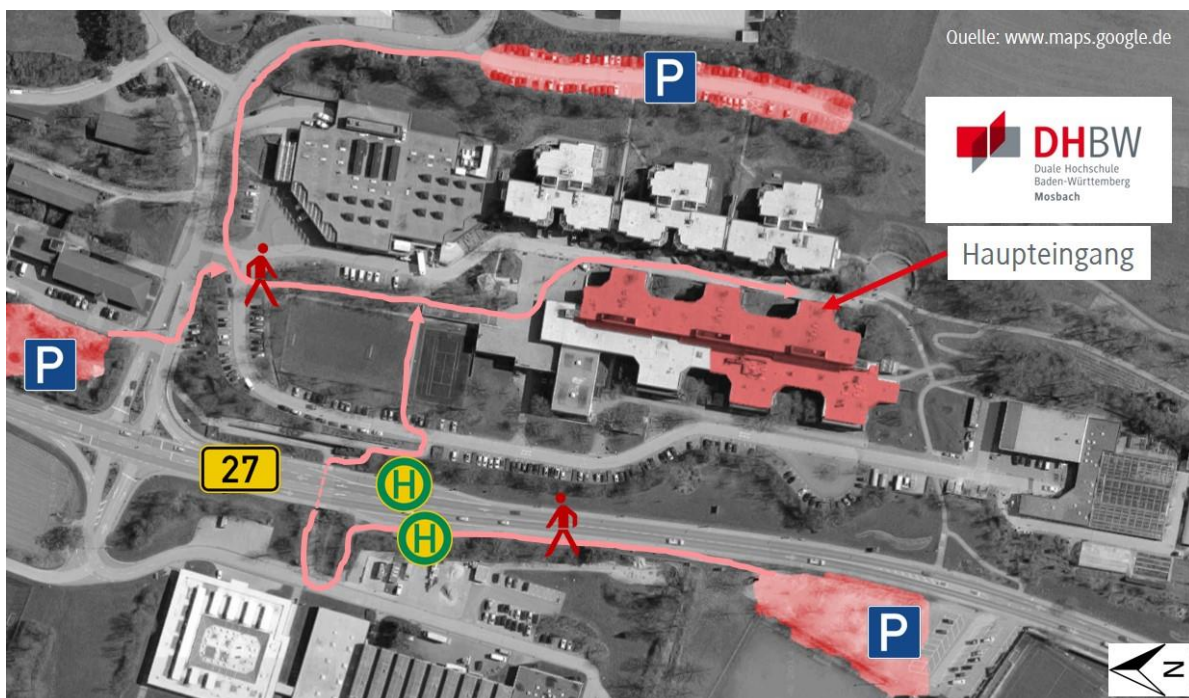 Quelle: www.maps.google.de
P
DHBW
Duale Hochschule
Baden-Württemberg
Mosbach
Haupteingang
P
27
H
H
P
N